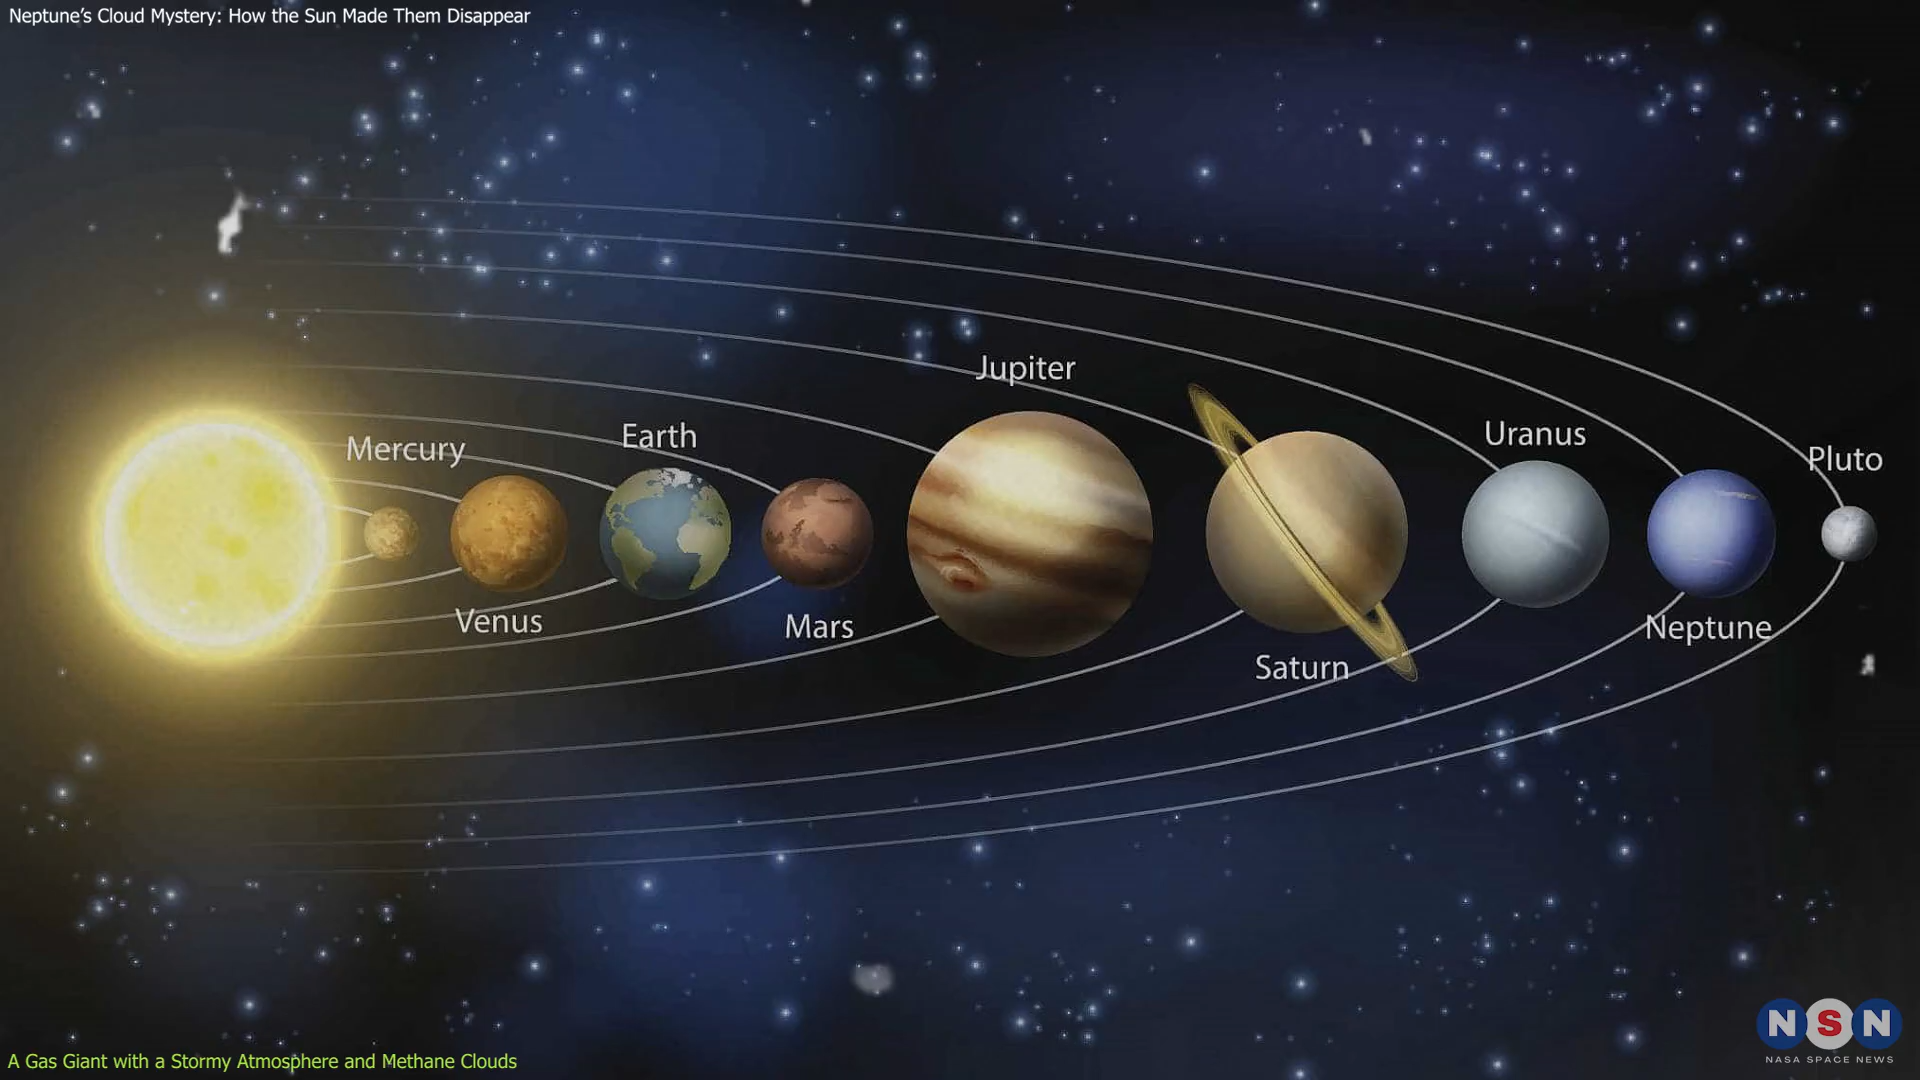 Neptune’s Cloud Mystery: How the Sun Made Them Disappear
Jupiter
Mercury
Earth
Uranus
Pluto
Venus
Mars
Saturn
Neptune
NSN
NASA SPACE NEWS
A Gas Giant with a Stormy Atmosphere and Methane Clouds